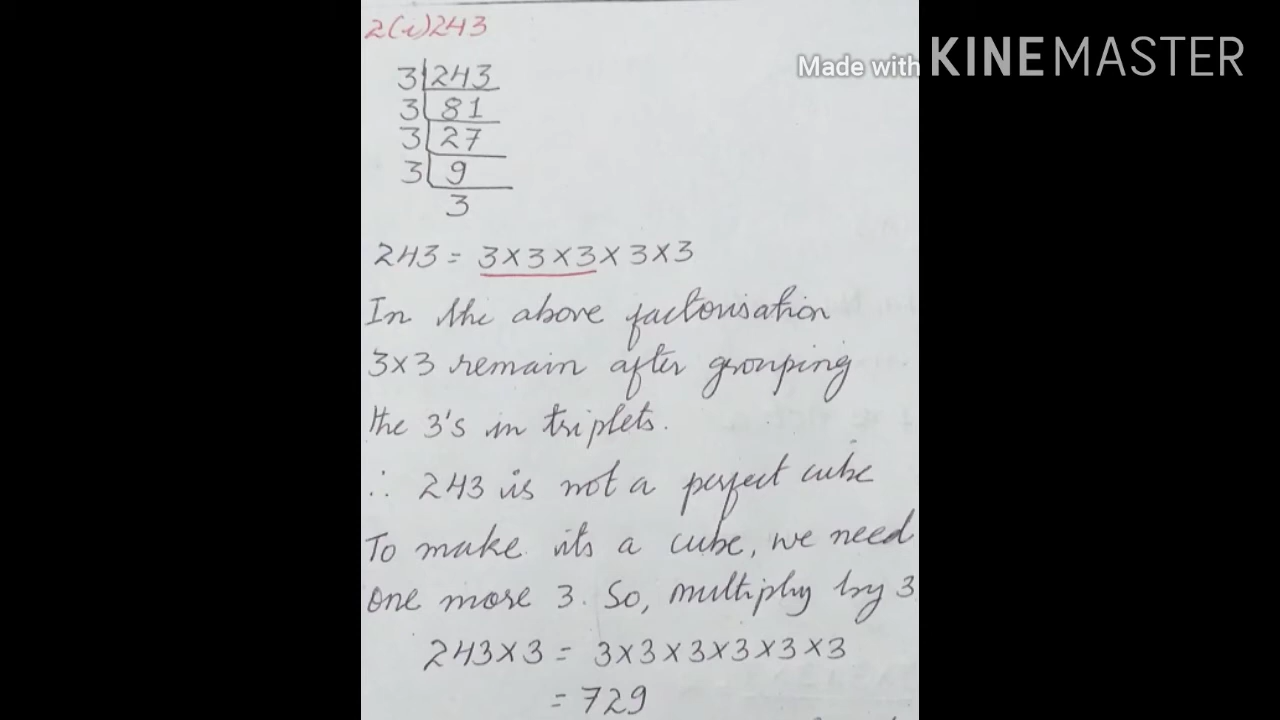 2(i)243
Made with KINEMASTER
3 243
3 81
3 27
3 9
3
243 = 3×3×3×3×3
In the above factorisation
3×3 remain after grouping
the 3's in triplets.
∴ 243 is not a perfect cube
To make its a cube, we need
one more 3. So, multiply by 3
243×3 = 3×3×3×3×3×3
= 729